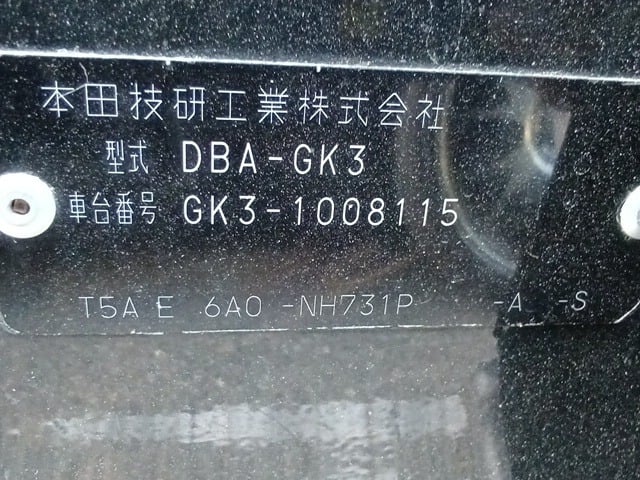 本田技研工業株式会社
型式 DBA-GK3
車台番号 GK3-1008115
T5A E 6A0 -NH731P -A -S